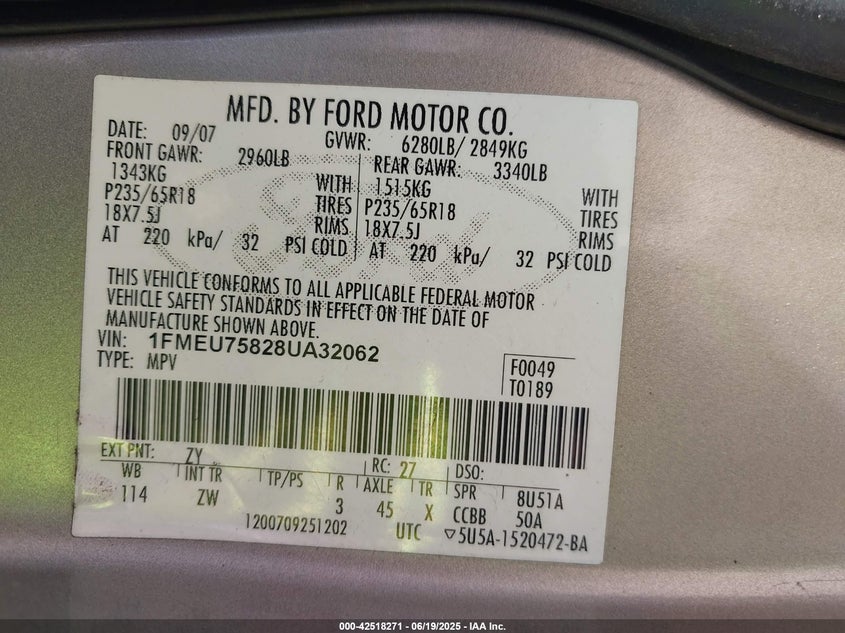 MFD. BY FORD MOTOR CO.
DATE: 09/07 GVWR: 6280LB/ 2849KG
FRONT GAWR: 2960LB REAR GAWR: 3340LB
1343KG WITH 1515KG WITH
P235/65R18 TIRES P235/65R18 TIRES
18X7.5J RIMS 18X7.5J RIMS
AT 220 kPa/ 32 PSI COLD AT 220 kPa/ 32 PSI COLD
THIS VEHICLE CONFORMS TO ALL APPLICABLE FEDERAL MOTOR
VEHICLE SAFETY STANDARDS IN EFFECT ON THE DATE OF
MANUFACTURE SHOWN ABOVE.
VIN: 1FMEU75828UA32062
TYPE: MPV
F0049
T0189
EXT PNT: ZY RC: 27 DSO:
WB INT TR TP/PS R AXLE TR SPR 8U51A
114 ZW 3 45 X CCBB 50A
1200709251202 UTC ▽5U5A-1520472-BA
000-42518271 - 06/19/2025 - IAA Inc.